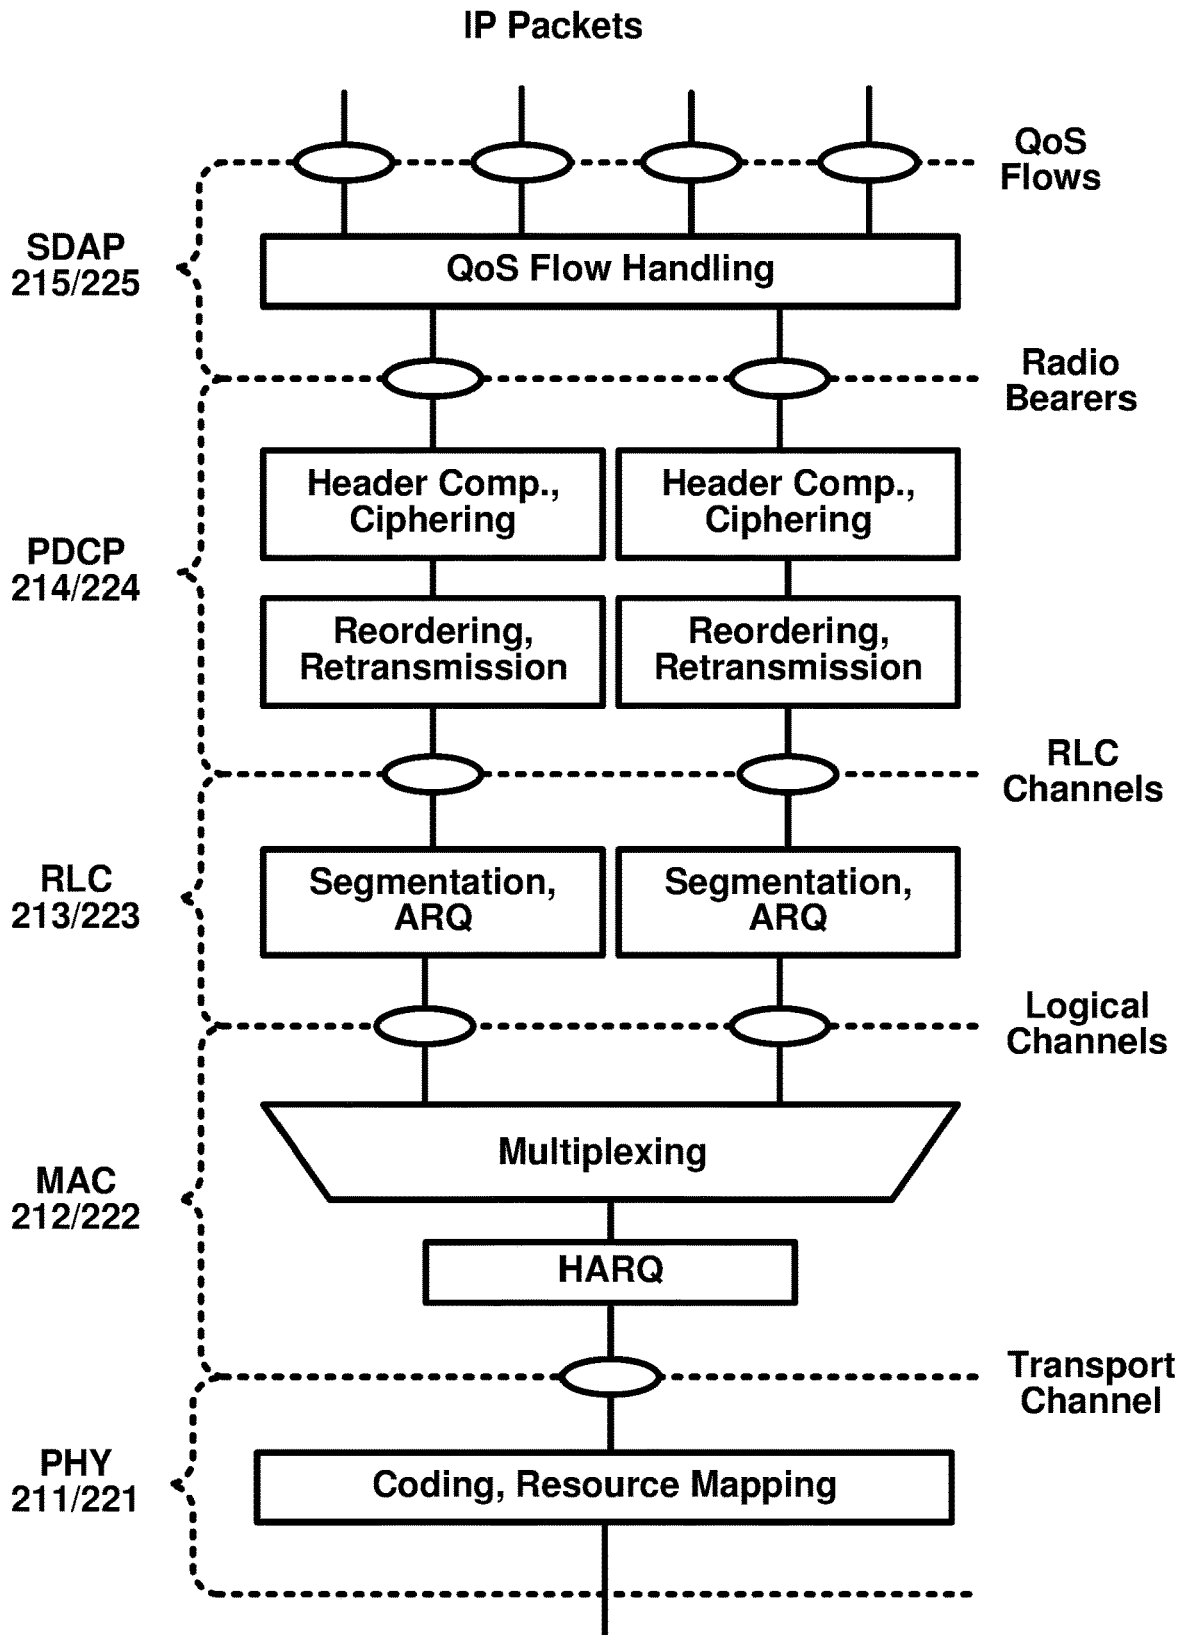 IP Packets
QoS
Flows
SDAP
215/225
QoS Flow Handling
Radio
Bearers
Header Comp.,
Ciphering
Header Comp.,
Ciphering
PDCP
214/224
Reordering,
Retransmission
Reordering,
Retransmission
RLC
Channels
RLC
213/223
Segmentation,
ARQ
Segmentation,
ARQ
Logical
Channels
Multiplexing
MAC
212/222
HARQ
Transport
Channel
PHY
211/221
Coding, Resource Mapping